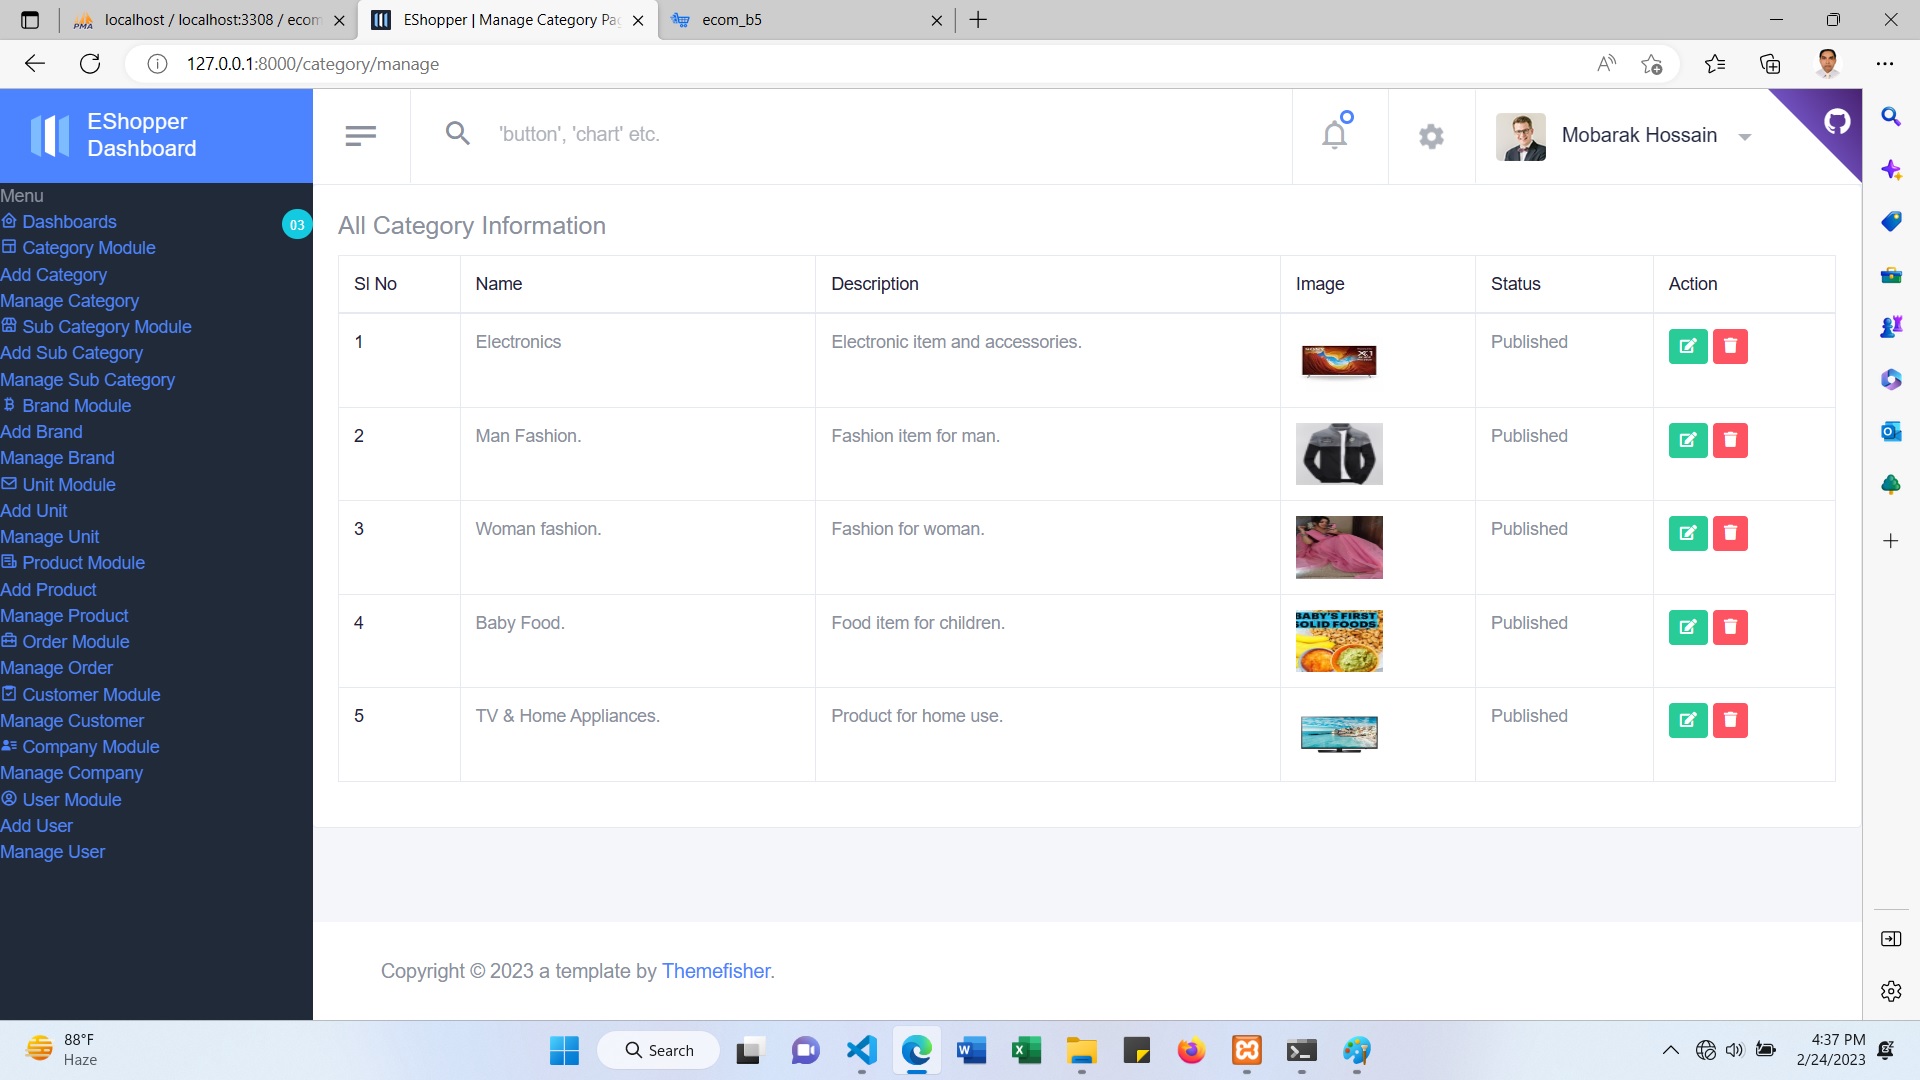 localhost / localhost:3308 / ecom
EShopper | Manage Category Pa
ecom_b5
127.0.0.1:8000/category/manage
EShopper
Dashboard
'button', 'chart' etc.
Mobarak Hossain
Menu
Dashboards
03
Category Module
Add Category
Manage Category
Sub Category Module
Add Sub Category
Manage Sub Category
Brand Module
Add Brand
Manage Brand
Unit Module
Add Unit
Manage Unit
Product Module
Add Product
Manage Product
Order Module
Manage Order
Customer Module
Manage Customer
Company Module
Manage Company
User Module
Add User
Manage User
All Category Information
Sl No Name Description Image Status Action
1 Electronics Electronic item and accessories. Published
2 Man Fashion. Fashion item for man. Published
3 Woman fashion. Fashion for woman. Published
4 Baby Food. Food item for children. Published
BABY'S FIRST
SOLID FOODS
5 TV & Home Appliances. Product for home use. Published
Copyright © 2023 a template by Themefisher.
88°F
Haze
Search
4:37 PM
2/24/2023